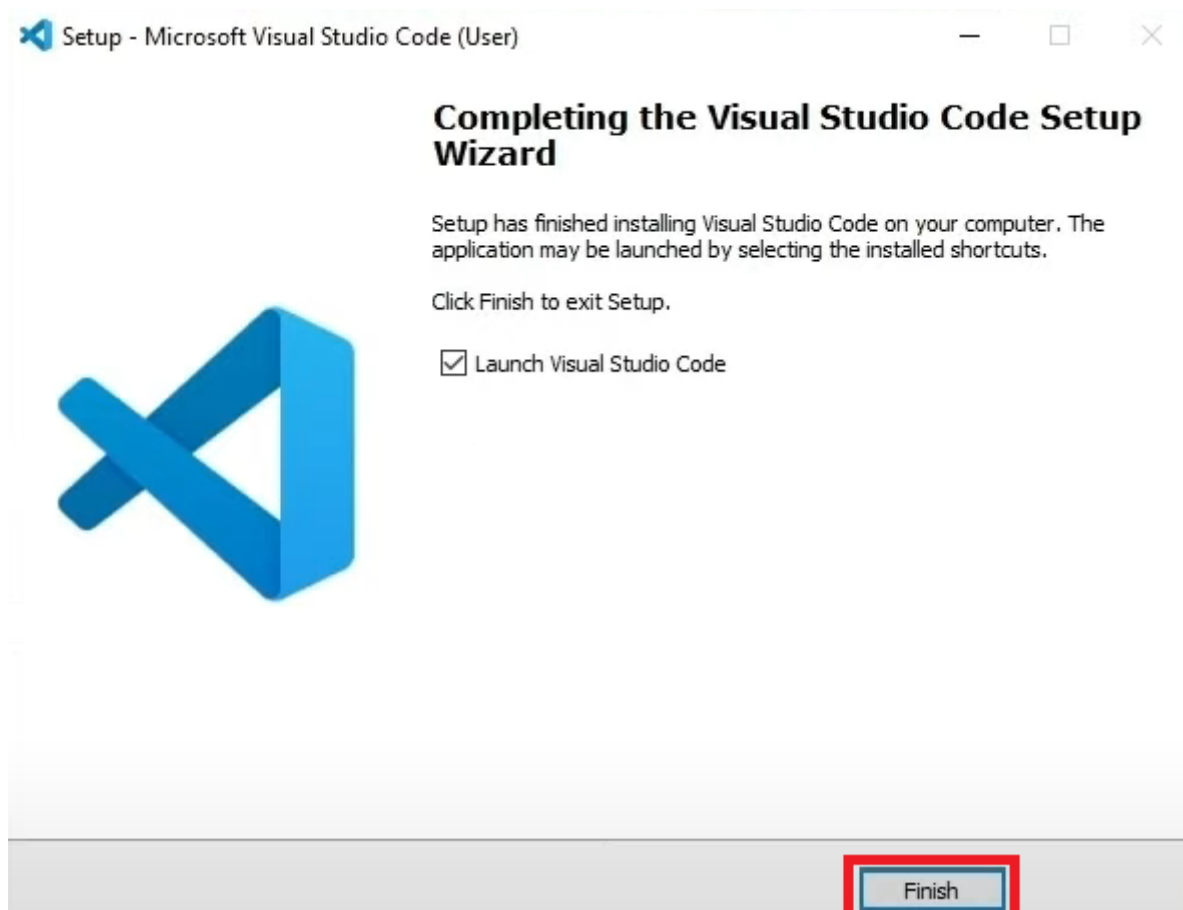 Setup - Microsoft Visual Studio Code (User)
Completing the Visual Studio Code Setup
Wizard
Setup has finished installing Visual Studio Code on your computer. The
application may be launched by selecting the installed shortcuts.
Click Finish to exit Setup.
Launch Visual Studio Code
Finish